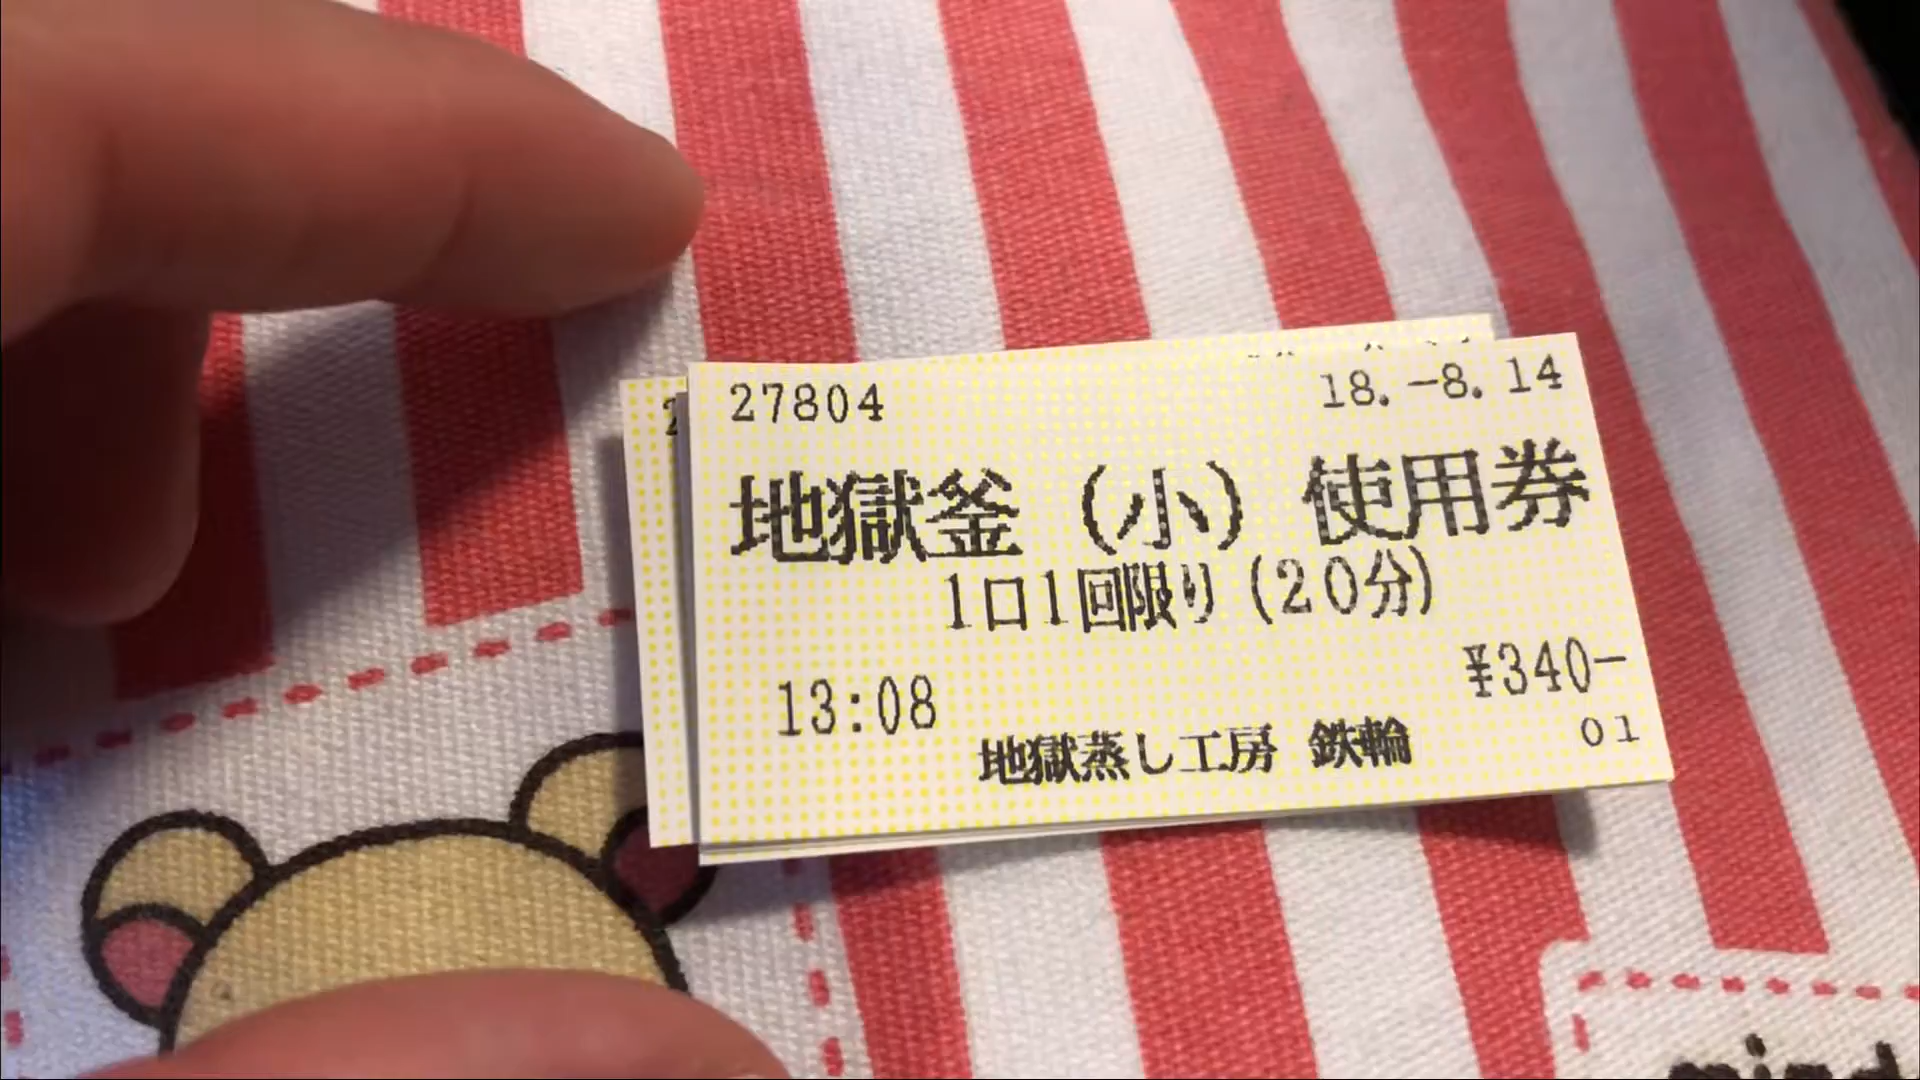 27804 18.-8.14
地獄釜(小)使用券
1口1回限り(20分)
¥340-
13:08
01
地獄蒸し工房 鉄輪